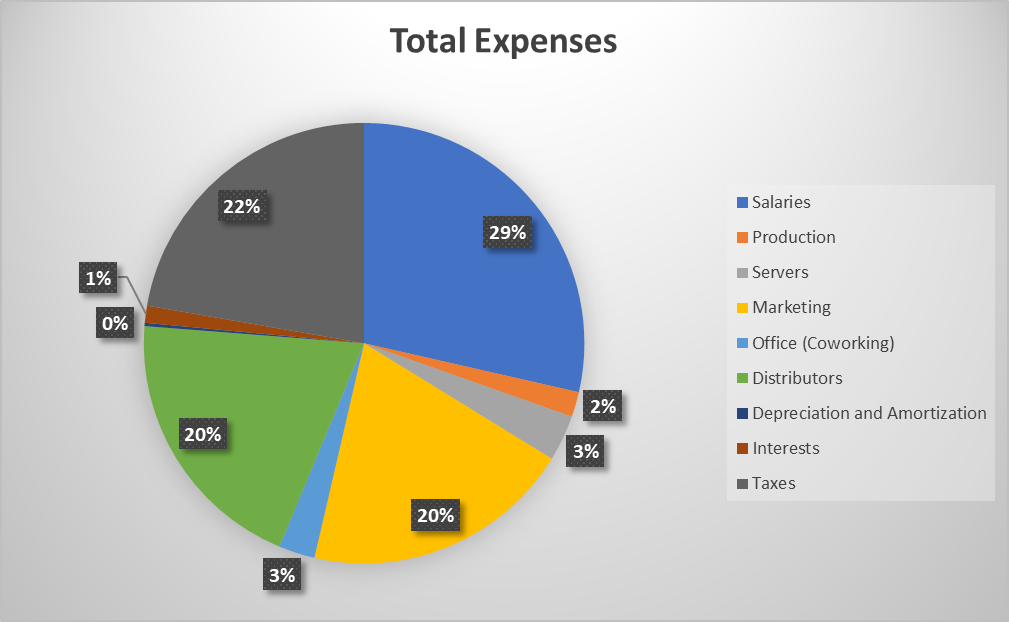 Total Expenses
29%
2%
3%
20%
3%
20%
0%
1%
22%
Salaries
Production
Servers
Marketing
Office (Coworking)
Distributors
Depreciation and Amortization
Interests
Taxes